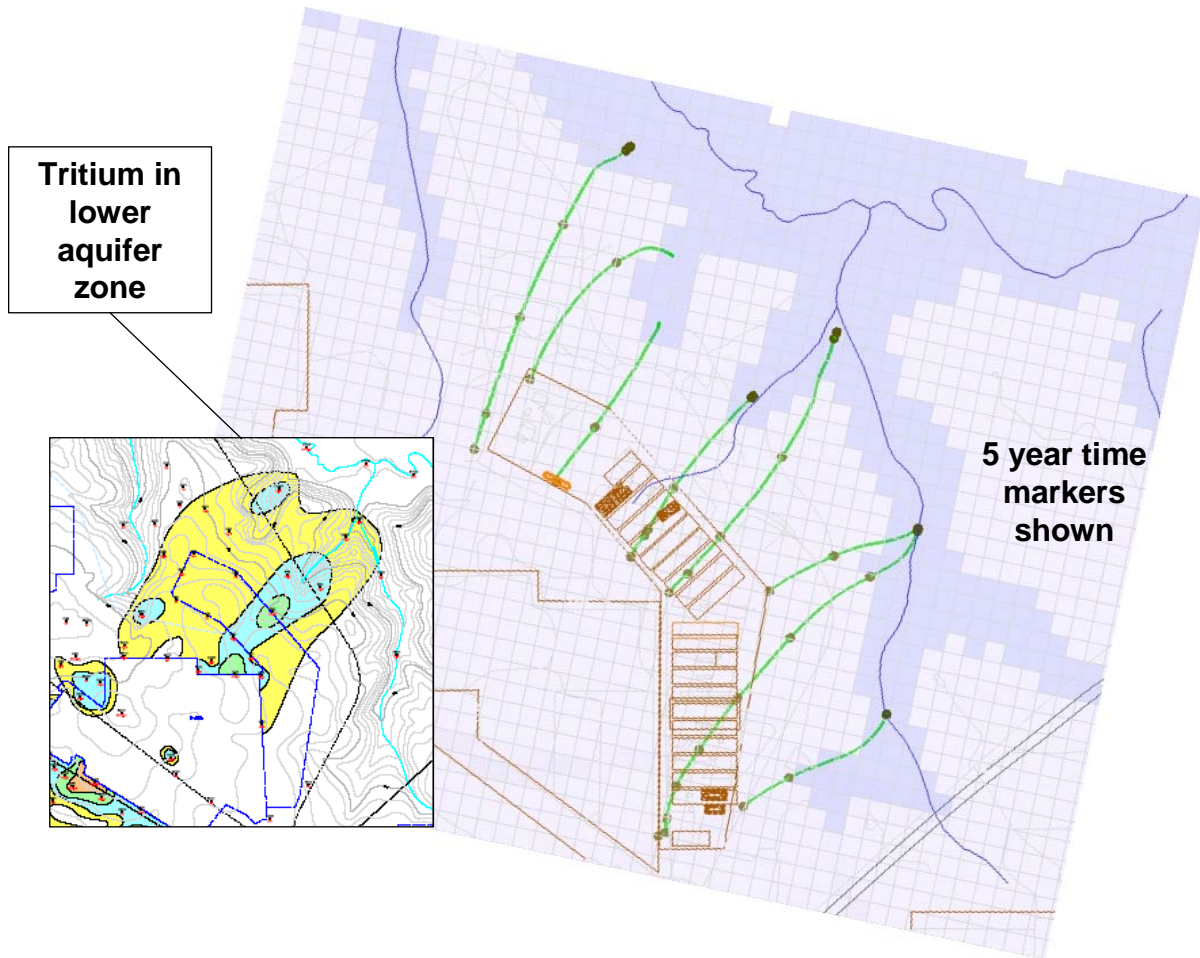 Tritium in
lower
aquifer
zone
5 year time
markers
shown